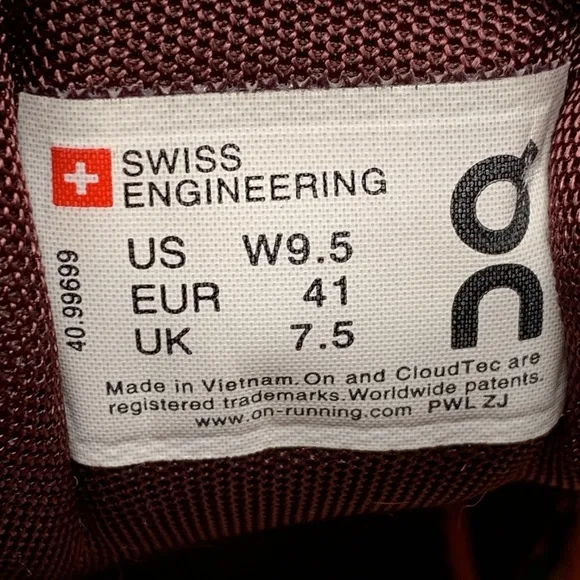 SWISS
ENGINEERING
US W9.5
EUR 41
UK 7.5
40.99699
Made in Vietnam. On and CloudTec are
registered trademarks. Worldwide patents.
www.on-running.com PWL ZJ
On